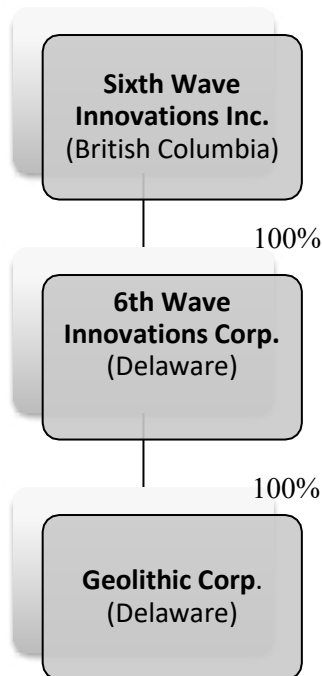 Sixth Wave
Innovations Inc.
(British Columbia)
100%
6th Wave
Innovations Corp.
(Delaware)
100%
Geolithic Corp.
(Delaware)